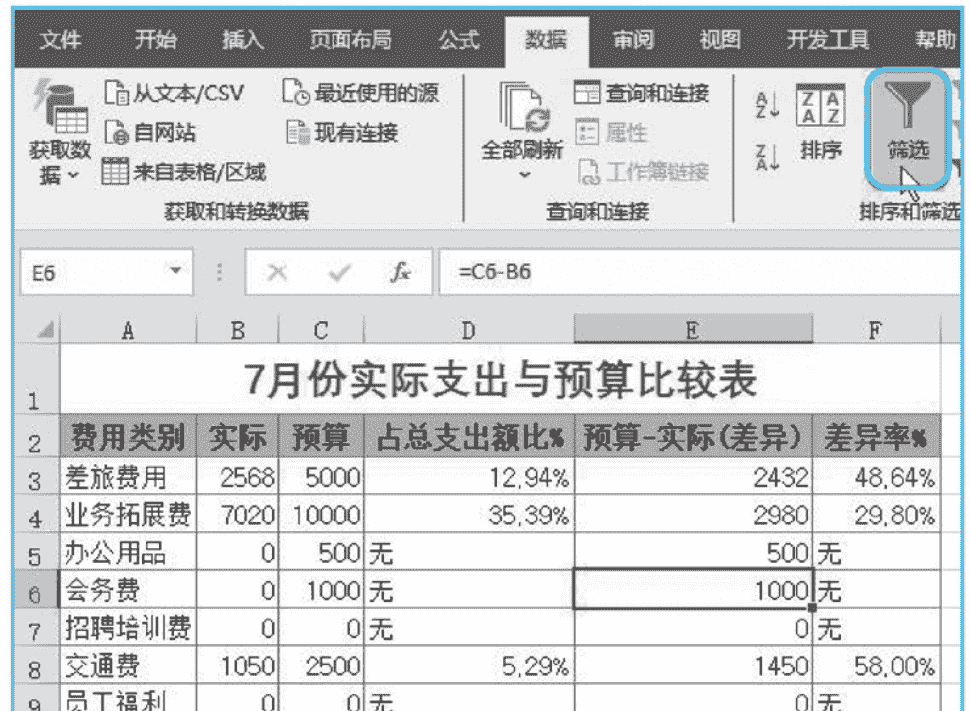 文件 开始 插入 页面布局 公式 数据 审阅 视图 开发工具 帮助
获取数据
从文本/CSV
自网站
来自表格/区域
最近使用的源
现有连接
获取和转换数据
全部刷新
查询和连接
属性
工作簿链接
查询和连接
排序
筛选
排序和筛选
E6 fx =C6-B6
A B C D E F
1 7月份实际支出与预算比较表
2 费用类别 实际 预算 占总支出额比% 预算-实际(差异) 差异率%
3 差旅费用 2568 5000 12.94% 2432 48.64%
4 业务拓展费 7020 10000 35.39% 2980 29.80%
5 办公用品 0 500 无 500 无
6 会务费 0 1000 无 1000 无
7 招聘培训费 0 0 无 0 无
8 交通费 1050 2500 5.29% 1450 58.00%
9 员工福利 0 0 无 0 无